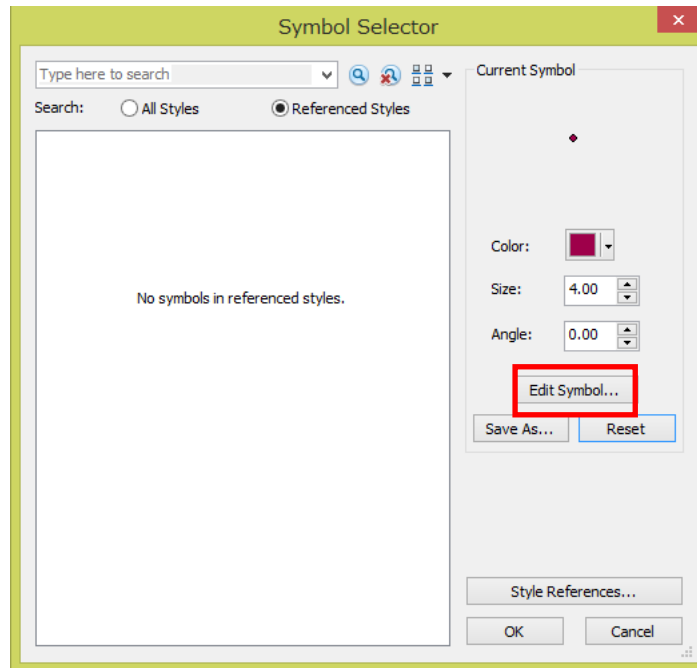 Symbol Selector
Type here to search
Current Symbol
Search: All Styles Referenced Styles
No symbols in referenced styles.
Color:
Size: 4.00
Angle: 0.00
Edit Symbol...
Save As... Reset
Style References...
OK Cancel